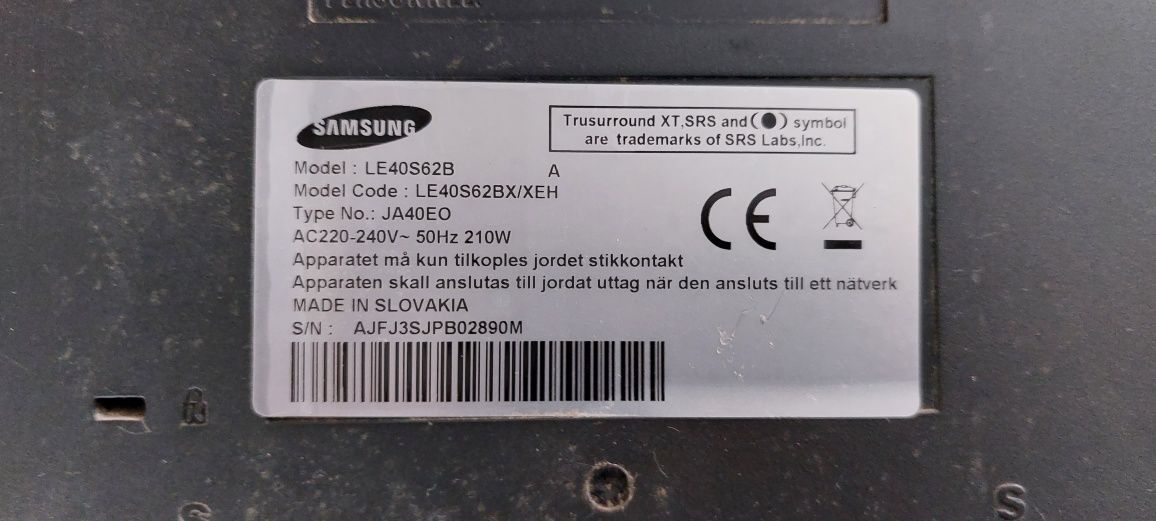 SAMSUNG
Trusurround XT,SRS and (●) symbol
are trademarks of SRS Labs,Inc.
Model : LE40S62B A
Model Code : LE40S62BX/XEH
Type No.: JA40EO
AC220-240V~ 50Hz 210W
Apparatet må kun tilkoples jordet stikkontakt
Apparaten skall anslutas till jordat uttag när den ansluts till ett nätverk
MADE IN SLOVAKIA
S/N : AJFJ3SJPB02890M
CE
S